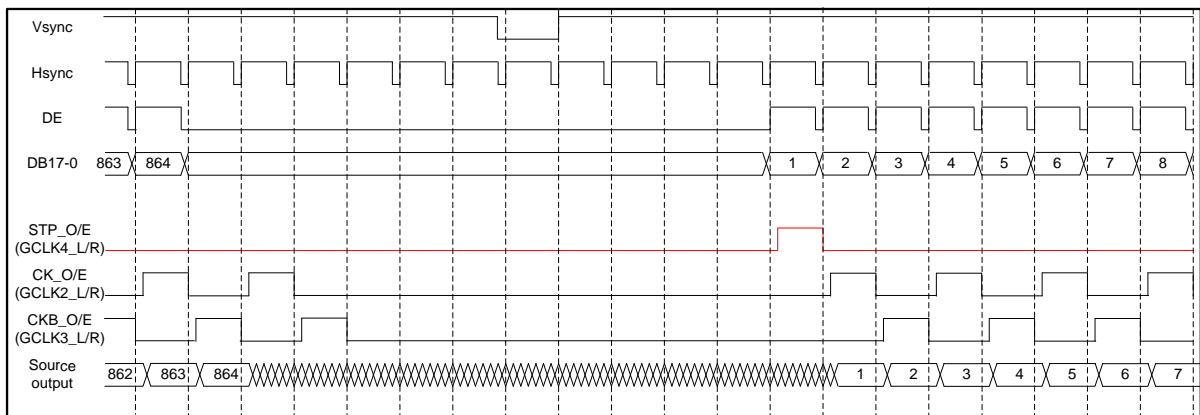 Vsync
Hsync
DE
DB17-0 863 864 1 2 3 4 5 6 7 8
STP_O/E
(GCLK4_L/R)
CK_O/E
(GCLK2_L/R)
CKB_O/E
(GCLK3_L/R)
Source
output 862 863 864 1 2 3 4 5 6 7